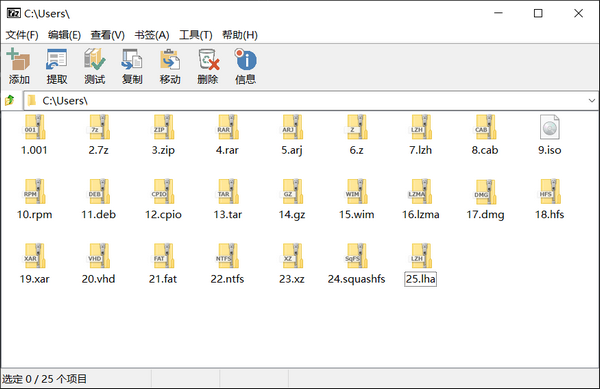 7z C:\Users\
文件(F) 编辑(E) 查看(V) 书签(A) 工具(T) 帮助(H)
添加 提取 测试 复制 移动 删除 信息
C:\Users\
001 7z ZIP RAR ARJ Z LZH CAB
1.001 2.7z 3.zip 4.rar 5.arj 6.z 7.lzh 8.cab 9.iso
RPM DEB CPIO TAR GZ WIM LZMA DMG HFS
10.rpm 11.deb 12.cpio 13.tar 14.gz 15.wim 16.lzma 17.dmg 18.hfs
XAR VHD FAT NTFS XZ SqFS LZH
19.xar 20.vhd 21.fat 22.ntfs 23.xz 24.squashfs 25.lha
选定 0 / 25 个项目